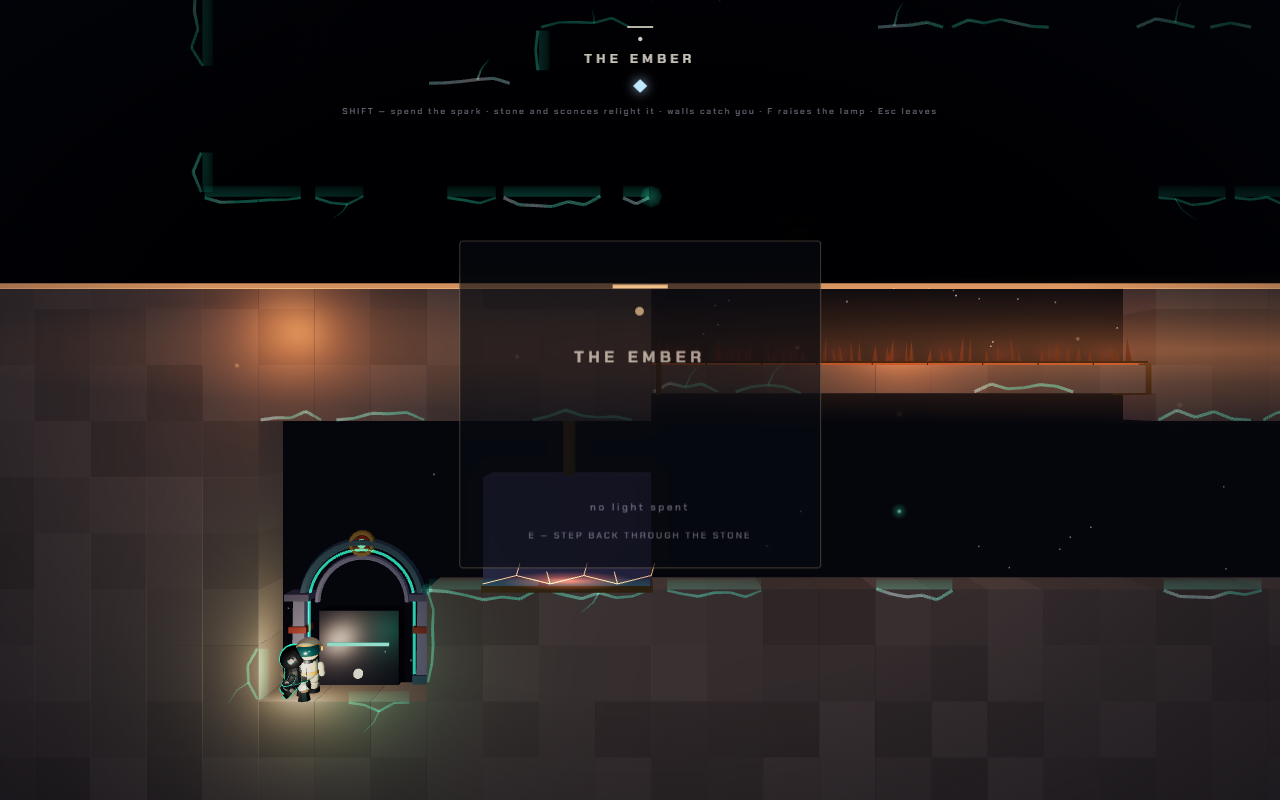 THE EMBER
SHIFT — spend the spark · stone and sconces relight it · walls catch you · F raises the lamp · Esc leaves
THE EMBER
no light spent
E — STEP BACK THROUGH THE STONE